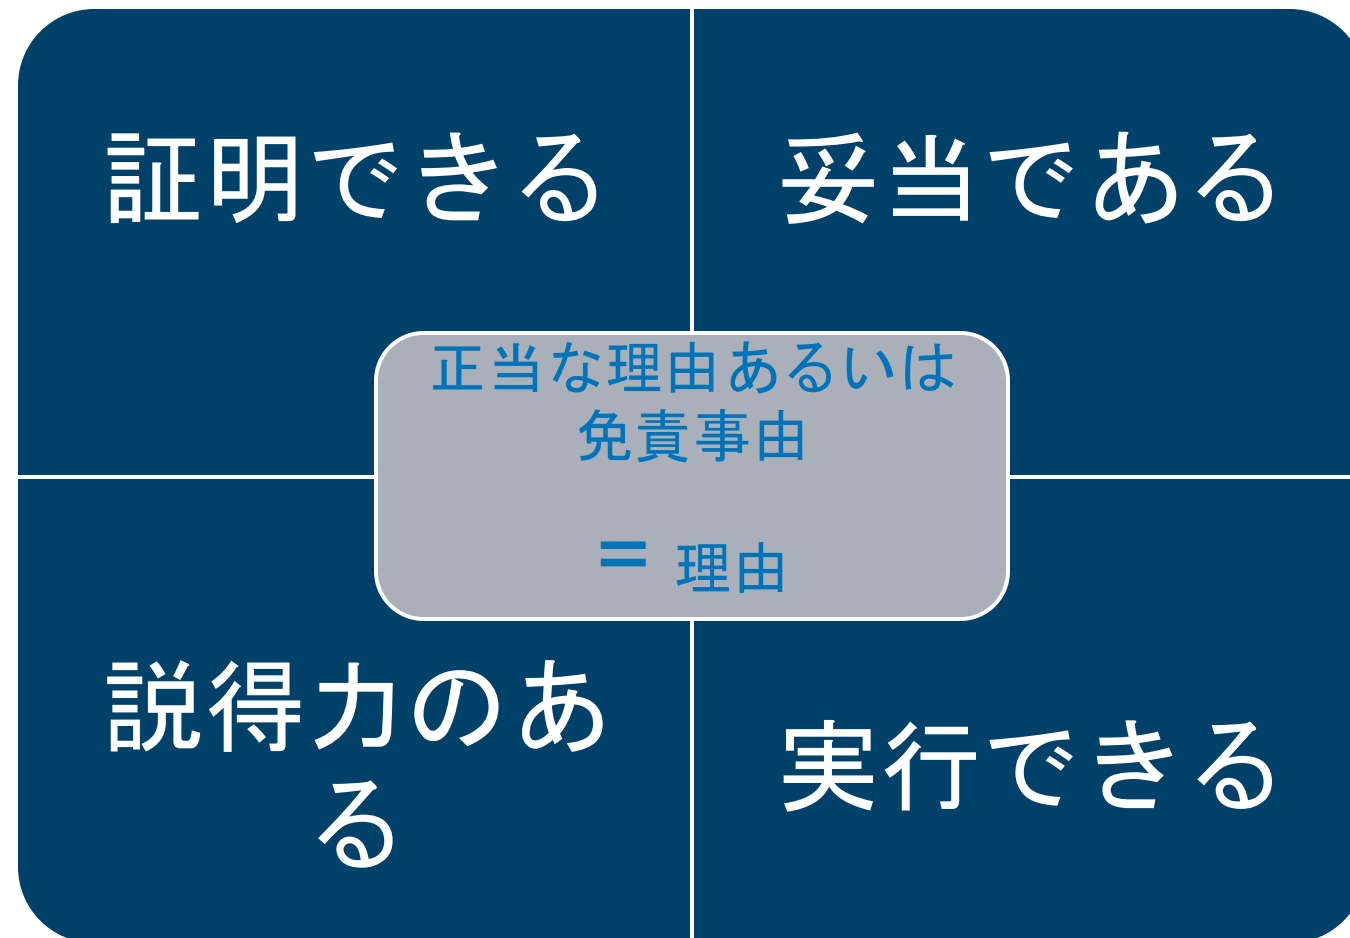 証明できる
妥当である
正当な理由あるいは
免責事由
= 理由
説得力のあ
る
実行できる